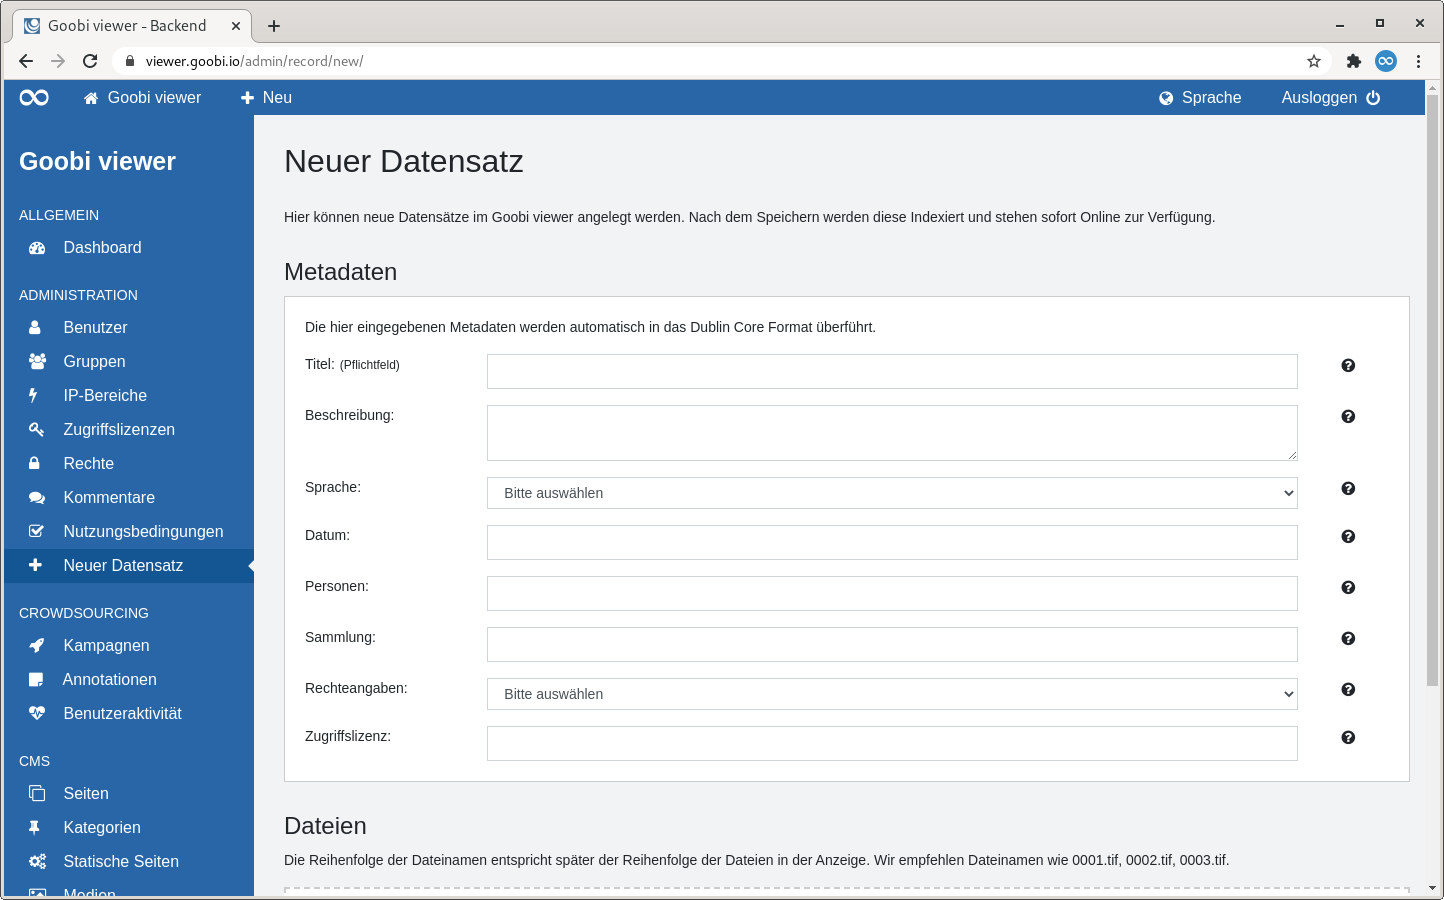 Goobi viewer - Backend
viewer.goobi.io/admin/record/new/
Goobi viewer
Neu
Sprache
Ausloggen
Goobi viewer
ALLGEMEIN
Dashboard
ADMINISTRATION
Benutzer
Gruppen
IP-Bereiche
Zugriffslizenzen
Rechte
Kommentare
Nutzungsbedingungen
Neuer Datensatz
CROWDSOURCING
Kampagnen
Annotationen
Benutzeraktivität
CMS
Seiten
Kategorien
Statische Seiten
Medien
Neuer Datensatz
Hier können neue Datensätze im Goobi viewer angelegt werden. Nach dem Speichern werden diese Indexiert und stehen sofort Online zur Verfügung.
Metadaten
Die hier eingegebenen Metadaten werden automatisch in das Dublin Core Format überführt.
Titel: (Pflichtfeld)
Beschreibung:
Sprache: Bitte auswählen
Datum:
Personen:
Sammlung:
Rechteangaben: Bitte auswählen
Zugriffslizenz:
Dateien
Die Reihenfolge der Dateinamen entspricht später der Reihenfolge der Dateien in der Anzeige. Wir empfehlen Dateinamen wie 0001.tif, 0002.tif, 0003.tif.